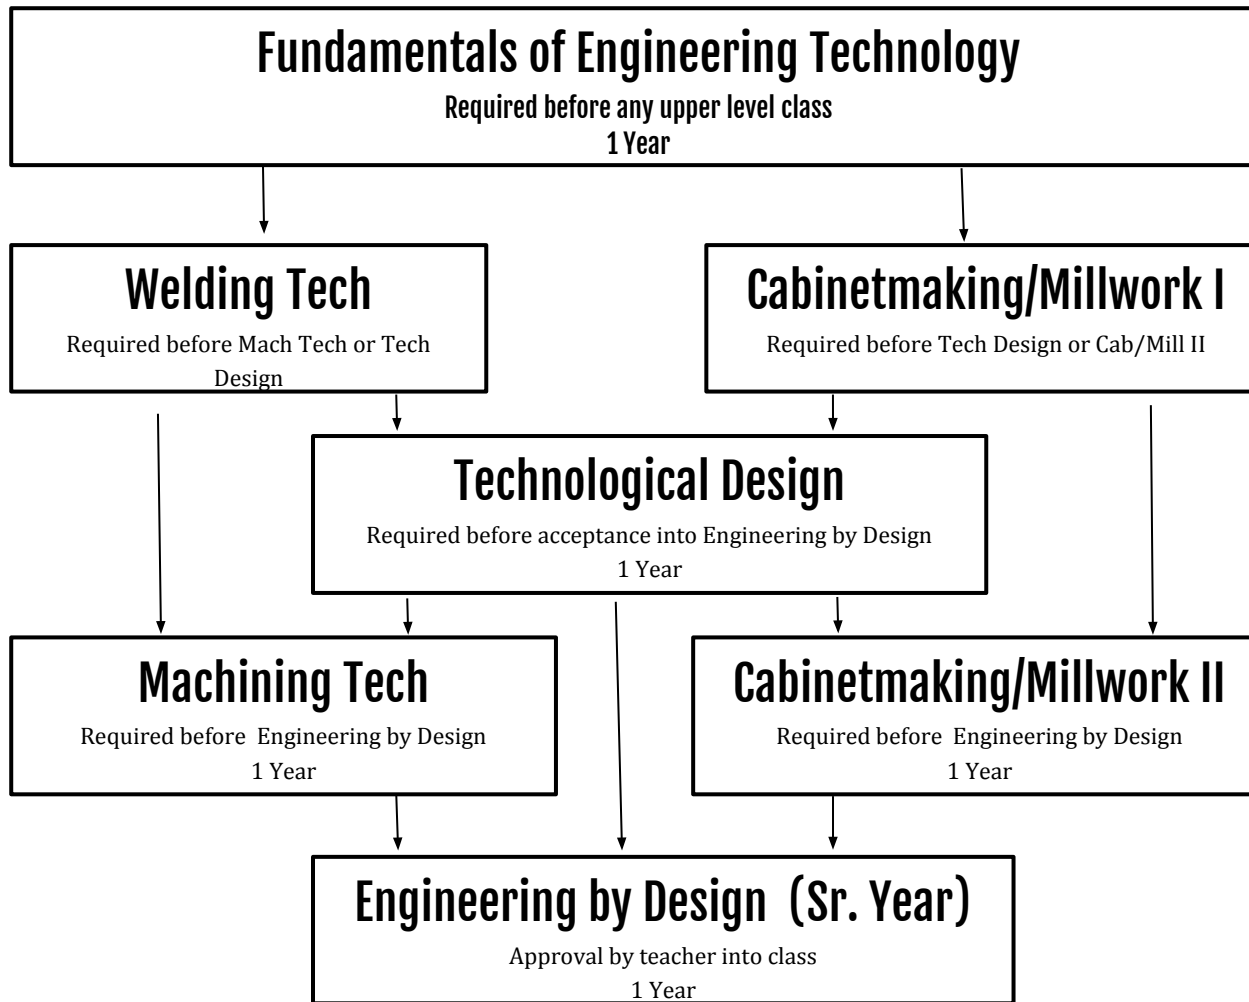 Fundamentals of Engineering Technology
Required before any upper level class
1 Year
Welding Tech
Required before Mach Tech or Tech
Design
Cabinetmaking/Millwork I
Required before Tech Design or Cab/Mill II
Technological Design
Required before acceptance into Engineering by Design
1 Year
Machining Tech
Required before  Engineering by Design
1 Year
Cabinetmaking/Millwork II
Required before  Engineering by Design
1 Year
Engineering by Design  (Sr. Year)
Approval by teacher into class
1 Year